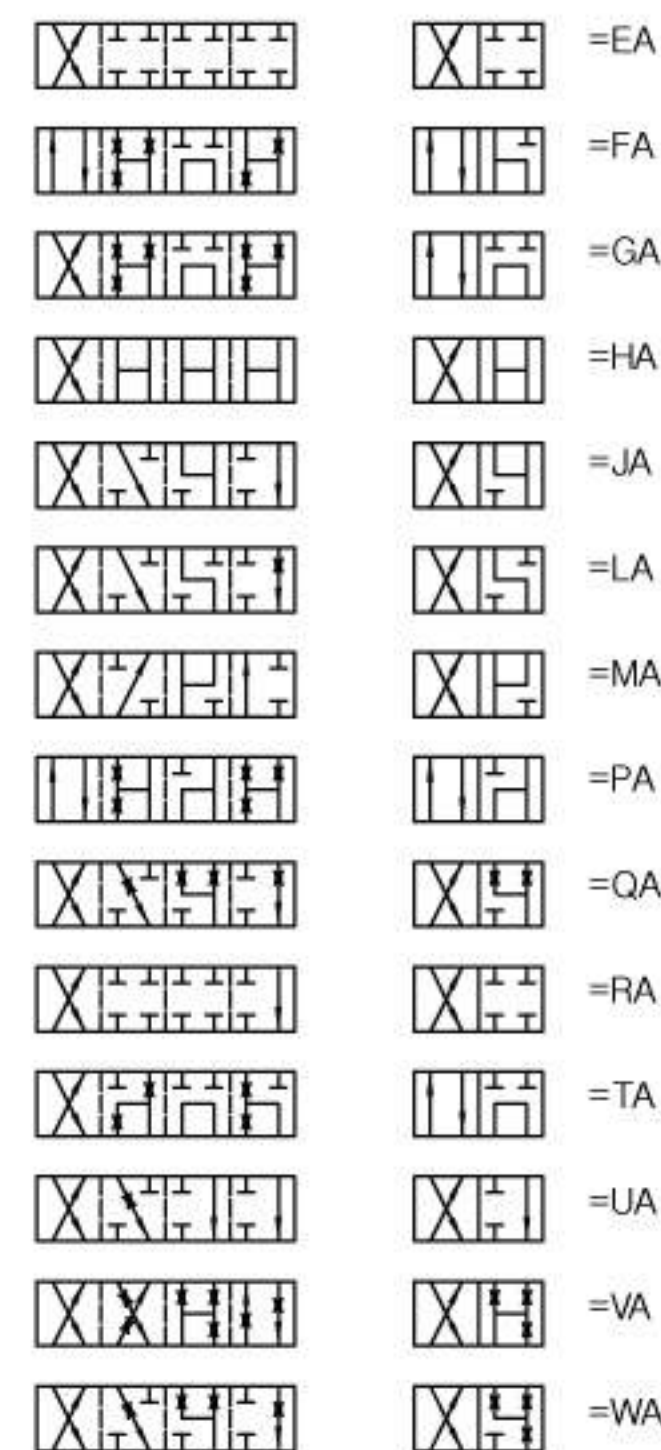 =EA
=FA
=GA
=HA
=JA
=LA
=MA
=PA
=QA
=RA
=TA
=UA
=VA
=WA